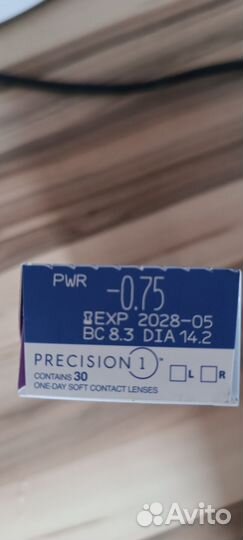 PWR -0.75
EXP 2028-05
BC 8.3 DIA 14.2
PRECISION 1™
CONTAINS 30
ONE-DAY SOFT CONTACT LENSES
L R
Avito